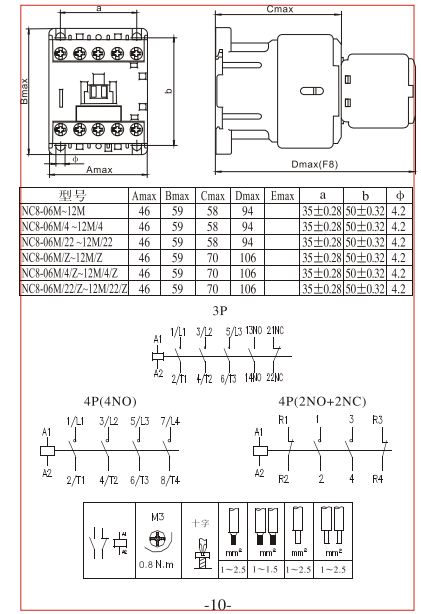 a
Cmax
Bmax
b
ϕ
Amax
Dmax(F8)
型号 Amax Bmax Cmax Dmax Emax a b ϕ
NC8-06M~12M 46 59 58 94 35±0.28 50±0.32 4.2
NC8-06M/4 ~12M/4 46 59 58 94 35±0.28 50±0.32 4.2
NC8-06M/22 ~12M/22 46 59 58 94 35±0.28 50±0.32 4.2
NC8-06M/Z~12M/Z 46 59 70 106 35±0.28 50±0.32 4.2
NC8-06M/4/Z~12M/4/Z 46 59 70 106 35±0.28 50±0.32 4.2
NC8-06M/22/Z~12M/22/Z 46 59 70 106 35±0.28 50±0.32 4.2
3P
1/L1 3/L2 5/L3 13NO 21NC
A1
A2
2/T1 4/T2 6/T3 14NO 22NC
4P(4NO)
1/L1 3/L2 5/L3 7/L4
A1
A2
2/T1 4/T2 6/T3 8/T4
4P(2NO+2NC)
R1 1 3 R3
A1
A2
R2 2 4 R4
A1
A2
M3
0.8 N.m
十字
mm² mm² mm² mm²
1~2.5 1~1.5 1~2.5 1~2.5
-10-